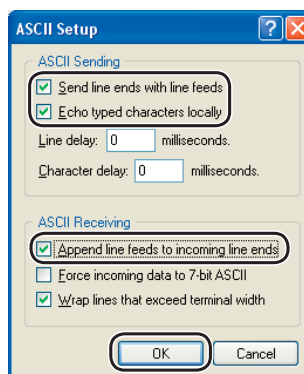 ASCII Setup
ASCII Sending
Send line ends with line feeds
Echo typed characters locally
Line delay: 0 milliseconds.
Character delay: 0 milliseconds.
ASCII Receiving
Append line feeds to incoming line ends
Force incoming data to 7-bit ASCII
Wrap lines that exceed terminal width
OK Cancel